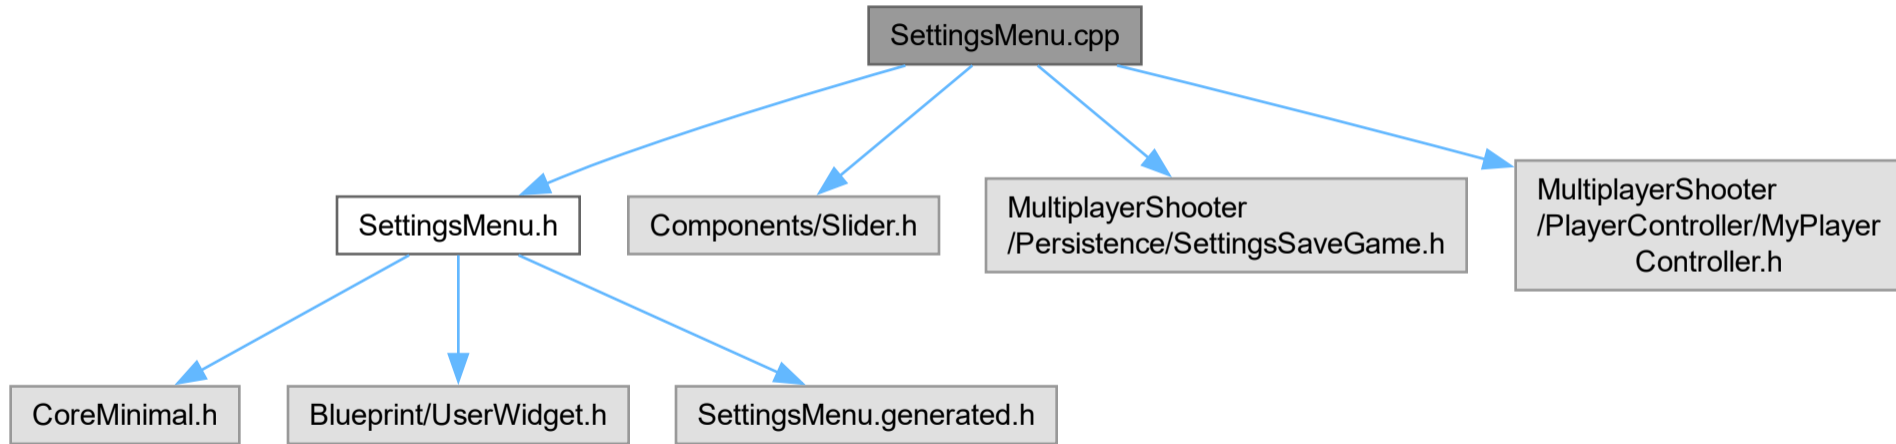 SettingsMenu.cpp
SettingsMenu.h
Components/Slider.h
MultiplayerShooter
/Persistence/SettingsSaveGame.h
MultiplayerShooter
/PlayerController/MyPlayer
Controller.h
CoreMinimal.h
Blueprint/UserWidget.h
SettingsMenu.generated.h